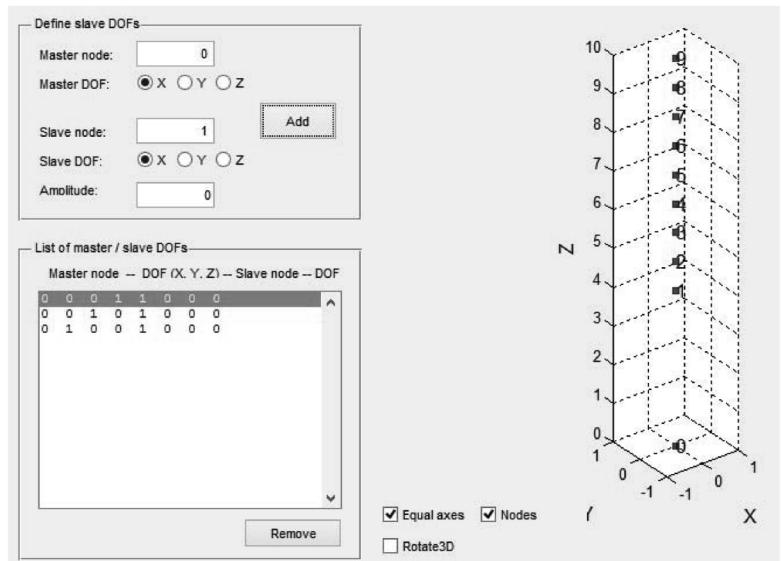 Define slave DOFs
Master node: 0
Master DOF: X Y Z
Add
Slave node: 1
Slave DOF: X Y Z
Amplitude: 0
List of master / slave DOFs
Master node -- DOF (X, Y, Z) -- Slave node -- DOF
0 0 0 1 1 0 0 0
0 0 1 0 1 0 0 0
0 1 0 0 1 0 0 0
Remove
10
9
8
7
6
5
4
3
2
1
0
Z
9
8
7
6
5
4
3
2
1
0
1
0
-1
-1
0
1
Y
X
Equal axes Nodes
Rotate3D